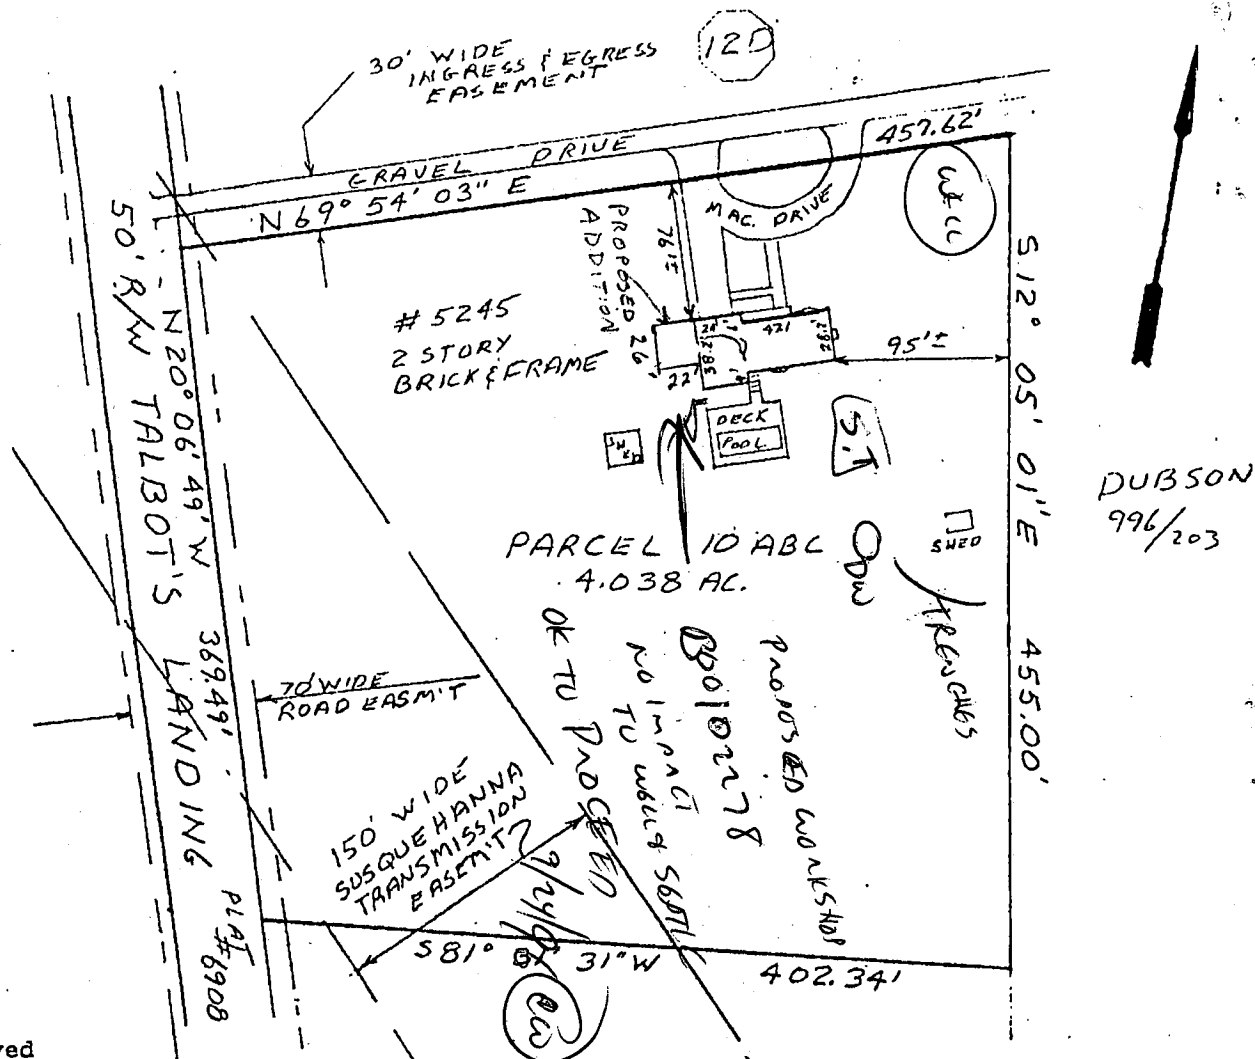 30' WIDE
INGRESS & EGRESS
EASEMENT
12D
GRAVEL DRIVE
457.62'
N 69° 54' 03" E
MAC. DRIVE
WELL
PROPOSED
ADDITION
76'±
# 5245
2 STORY
BRICK & FRAME
26'
22'
28.2'
42'
95'±
DECK
POOL
S.T
S 12° 05' 01" E 455.00'
DUBSON
996/203
SHED
PARCEL 10 ABC
4.038 AC.
DW
TRENCHES
50' R/W TALBOT'S LANDING
N 20° 06' 49" W 369.49'
PLAT
#6908
70' WIDE
ROAD EASM'T
150' WIDE
SUSQUEHANNA
TRANSMISSION
EASEM'T
PROPOSED WORKSHOP
B00102278
NO IMPACT
TO WELL & SEPTIC
OK TO PROCEED
S 81°
31" W
402.34'